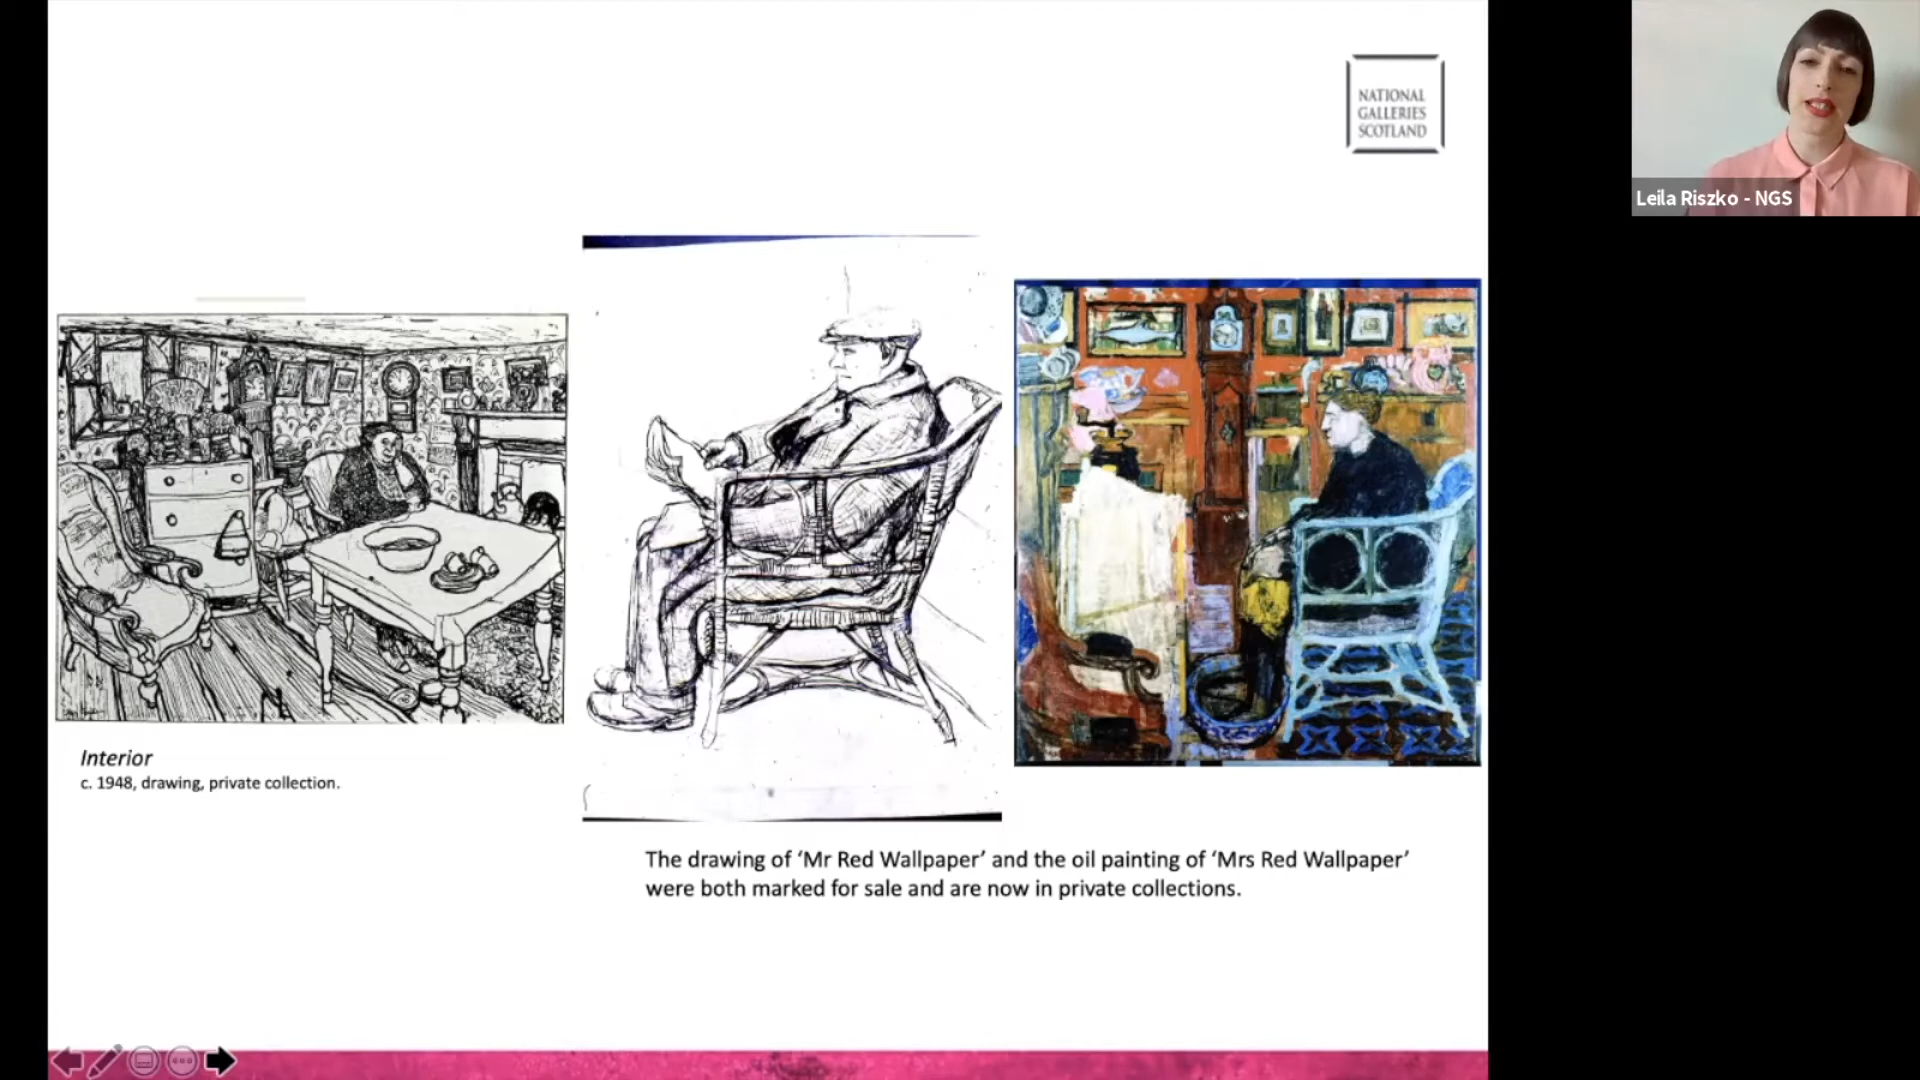 NATIONAL
GALLERIES
SCOTLAND
Leila Riszko - NGS
Interior
c. 1948, drawing, private collection.
The drawing of ‘Mr Red Wallpaper’ and the oil painting of ‘Mrs Red Wallpaper’
were both marked for sale and are now in private collections.